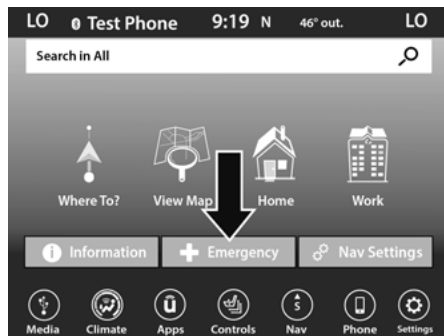 LO Test Phone 9:19 N 46° out. LO
Search in All
Where To? View Map Home Work
Information Emergency Nav Settings
Media Climate Apps Controls Nav Phone Settings